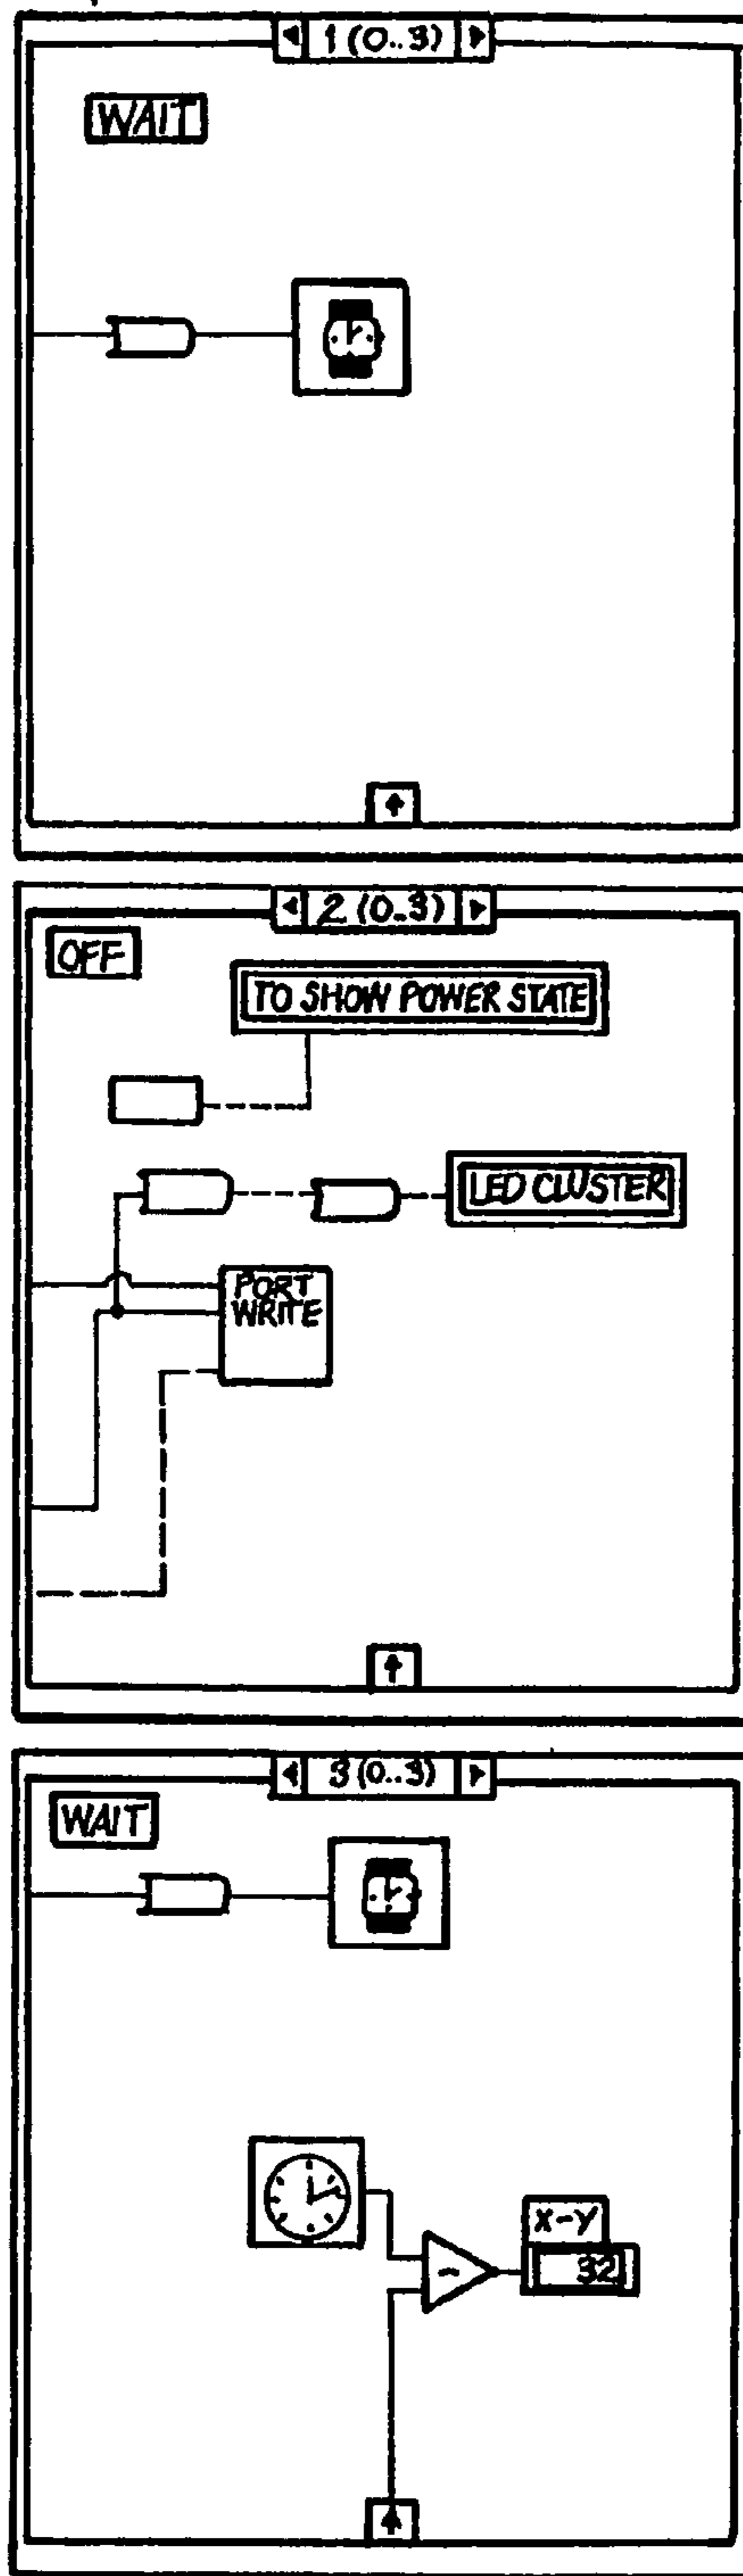 1 (0..3)
WAIT
2 (0..3)
OFF
TO SHOW POWER STATE
LED CLUSTER
PORT
WRITE
3 (0..3)
WAIT
X-Y
-
32